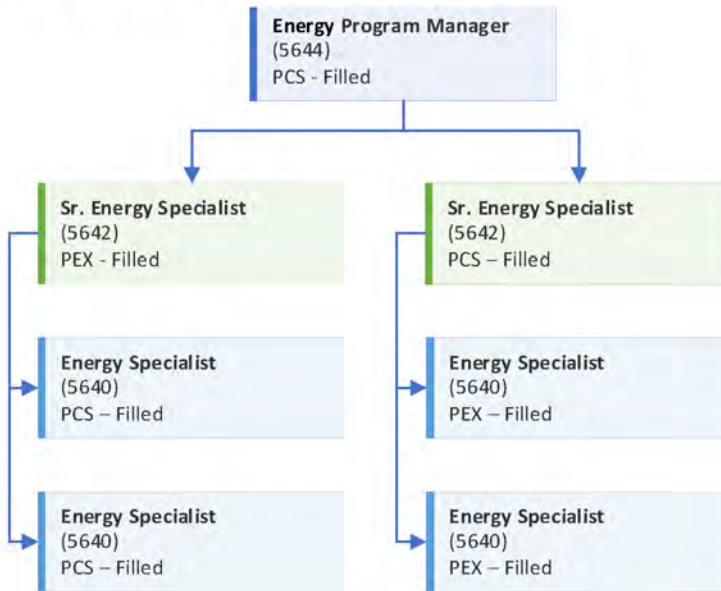 Energy Program Manager
(5644)
PCS - Filled
Sr. Energy Specialist
(5642)
PEX - Filled
Sr. Energy Specialist
(5642)
PCS – Filled
Energy Specialist
(5640)
PCS – Filled
Energy Specialist
(5640)
PEX – Filled
Energy Specialist
(5640)
PCS – Filled
Energy Specialist
(5640)
PEX – Filled